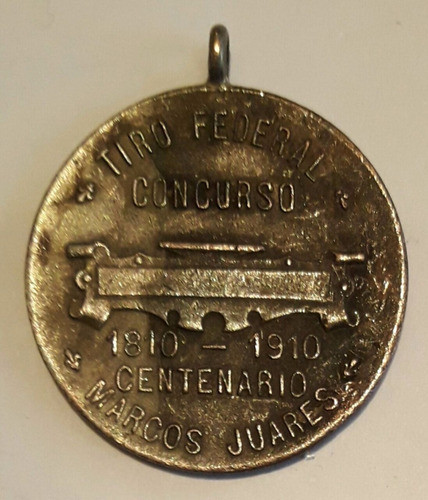 TIRO FEDERAL
CONCURSO
1810 - 1910
CENTENARIO
MARCOS JUARES